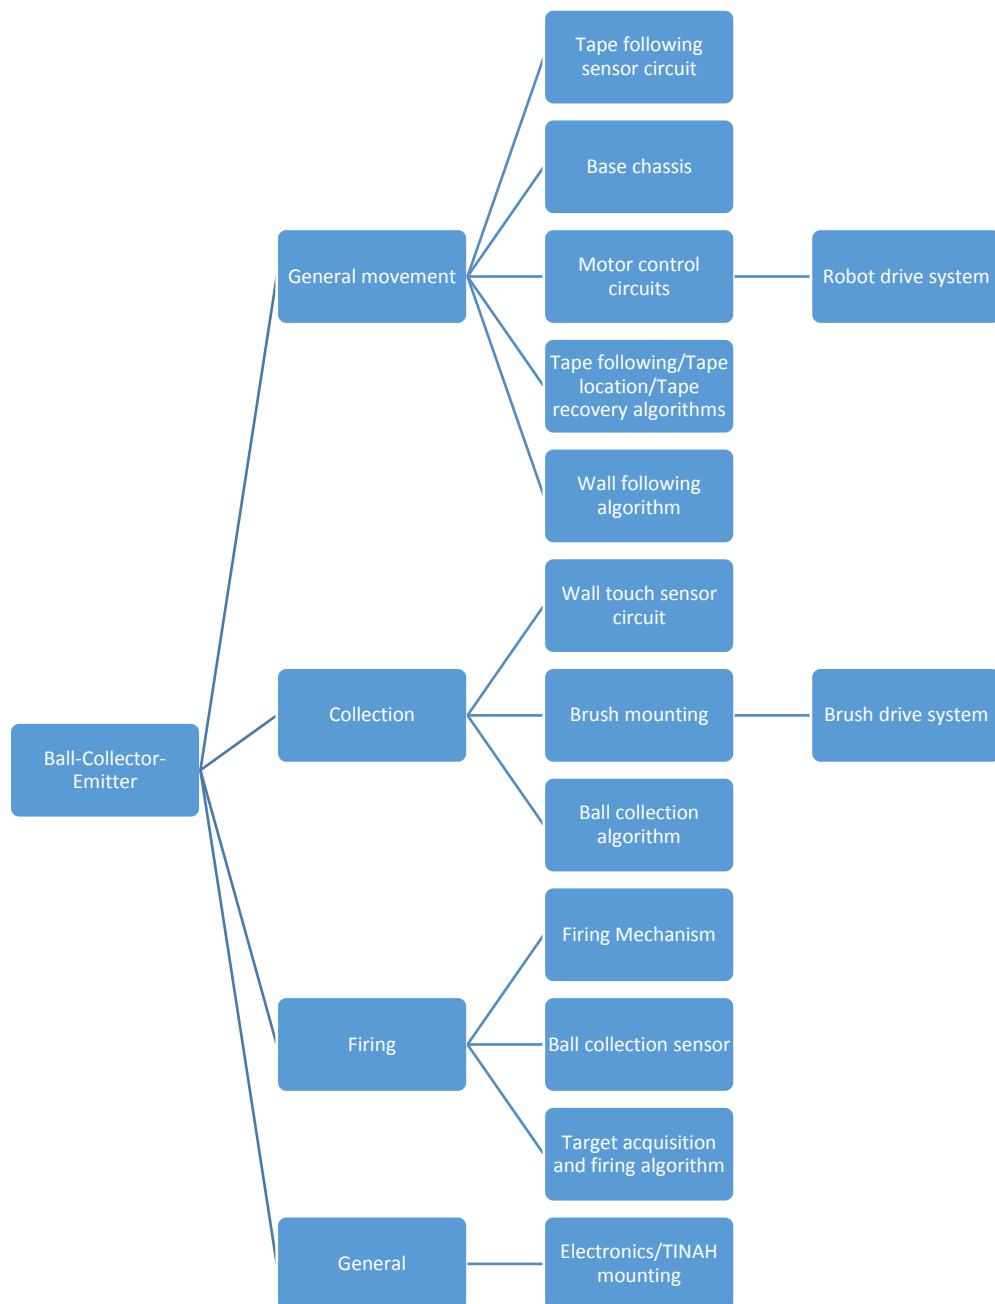 Tape following
sensor circuit
Base chassis
General movement
Motor control
circuits
Robot drive system
Tape following/Tape
location/Tape
recovery algorithms
Wall following
algorithm
Wall touch sensor
circuit
Collection
Brush mounting
Brush drive system
Ball-Collector-
Emitter
Ball collection
algorithm
Firing Mechanism
Firing
Ball collection sensor
Target acquisition
and firing algorithm
General
Electronics/TINAH
mounting